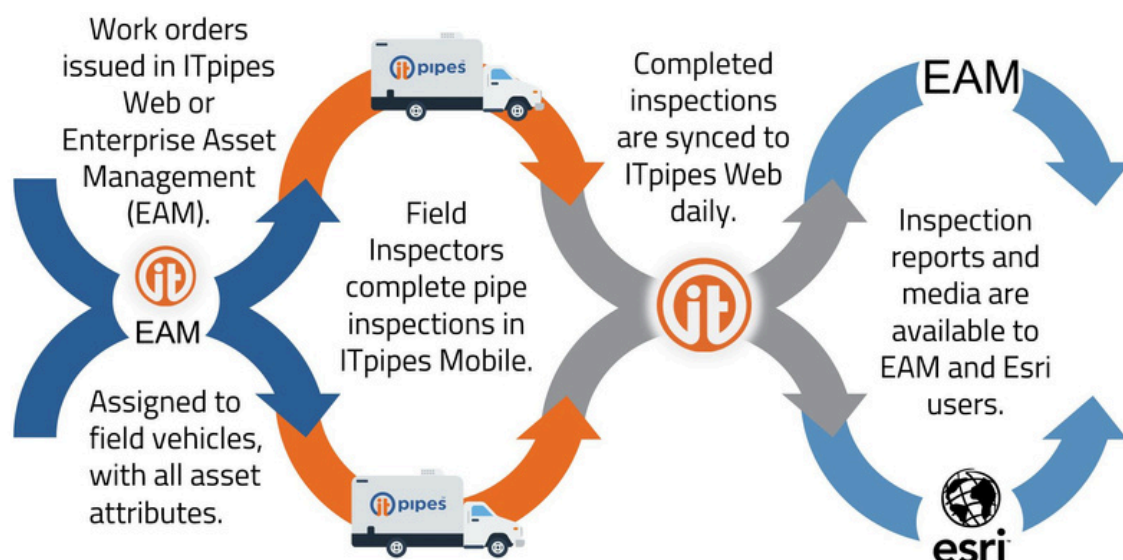 Work orders
issued in ITpipes
Web or
Enterprise Asset
Management
(EAM).
it
EAM
Assigned to
field vehicles,
with all asset
attributes.
it pipes
Field
Inspectors
complete pipe
inspections in
ITpipes Mobile.
it pipes
Completed
inspections
are synced to
ITpipes Web
daily.
it
EAM
Inspection
reports and
media are
available to
EAM and Esri
users.
esri